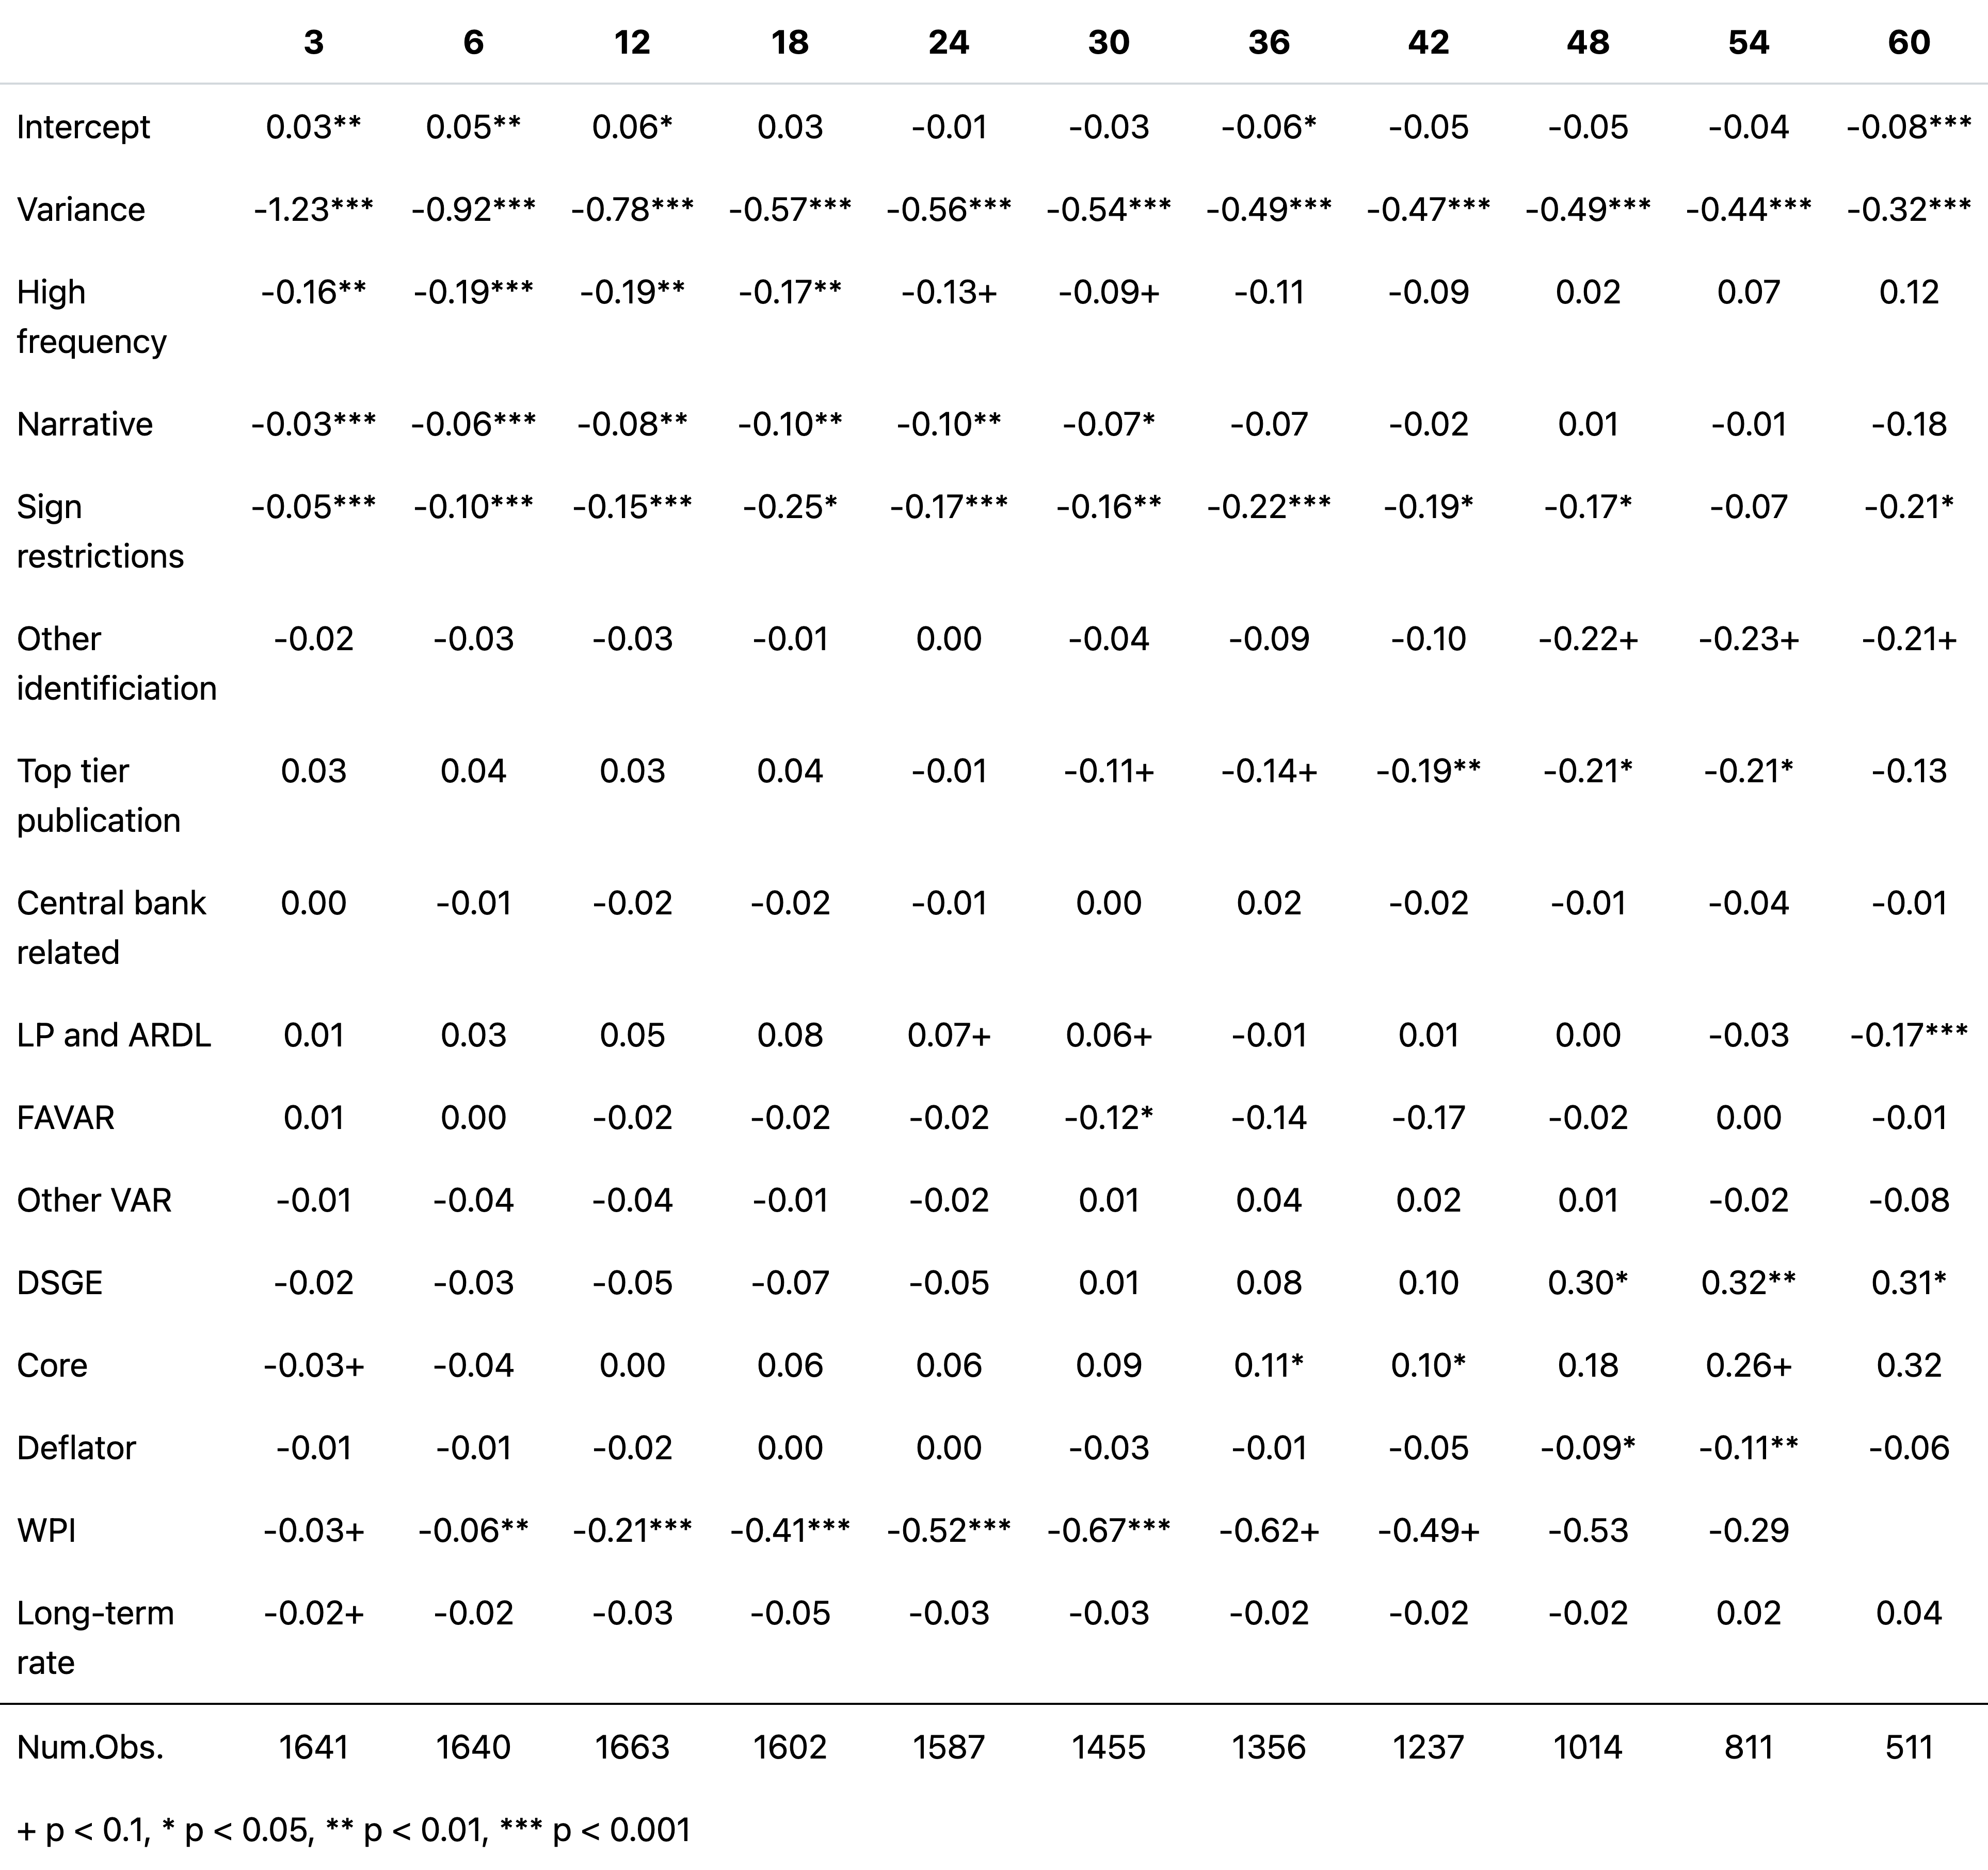 3 6 12 18 24 30 36 42 48 54 60
Intercept 0.03** 0.05** 0.06* 0.03 -0.01 -0.03 -0.06* -0.05 -0.05 -0.04 -0.08***
Variance -1.23*** -0.92*** -0.78*** -0.57*** -0.56*** -0.54*** -0.49*** -0.47*** -0.49*** -0.44*** -0.32***
High -0.16** -0.19*** -0.19** -0.17** -0.13+ -0.09+ -0.11 -0.09 0.02 0.07 0.12
frequency
Narrative -0.03*** -0.06*** -0.08** -0.10** -0.10** -0.07* -0.07 -0.02 0.01 -0.01 -0.18
Sign -0.05*** -0.10*** -0.15*** -0.25* -0.17*** -0.16** -0.22*** -0.19* -0.17* -0.07 -0.21*
restrictions
Other -0.02 -0.03 -0.03 -0.01 0.00 -0.04 -0.09 -0.10 -0.22+ -0.23+ -0.21+
identificiation
Top tier 0.03 0.04 0.03 0.04 -0.01 -0.11+ -0.14+ -0.19** -0.21* -0.21* -0.13
publication
Central bank 0.00 -0.01 -0.02 -0.02 -0.01 0.00 0.02 -0.02 -0.01 -0.04 -0.01
related
LP and ARDL 0.01 0.03 0.05 0.08 0.07+ 0.06+ -0.01 0.01 0.00 -0.03 -0.17***
FAVAR 0.01 0.00 -0.02 -0.02 -0.02 -0.12* -0.14 -0.17 -0.02 0.00 -0.01
Other VAR -0.01 -0.04 -0.04 -0.01 -0.02 0.01 0.04 0.02 0.01 -0.02 -0.08
DSGE -0.02 -0.03 -0.05 -0.07 -0.05 0.01 0.08 0.10 0.30* 0.32** 0.31*
Core -0.03+ -0.04 0.00 0.06 0.06 0.09 0.11* 0.10* 0.18 0.26+ 0.32
Deflator -0.01 -0.01 -0.02 0.00 0.00 -0.03 -0.01 -0.05 -0.09* -0.11** -0.06
WPI -0.03+ -0.06** -0.21*** -0.41*** -0.52*** -0.67*** -0.62+ -0.49+ -0.53 -0.29
Long-term -0.02+ -0.02 -0.03 -0.05 -0.03 -0.03 -0.02 -0.02 -0.02 0.02 0.04
rate
Num.Obs. 1641 1640 1663 1602 1587 1455 1356 1237 1014 811 511
+ p < 0.1, * p < 0.05, ** p < 0.01, *** p < 0.001